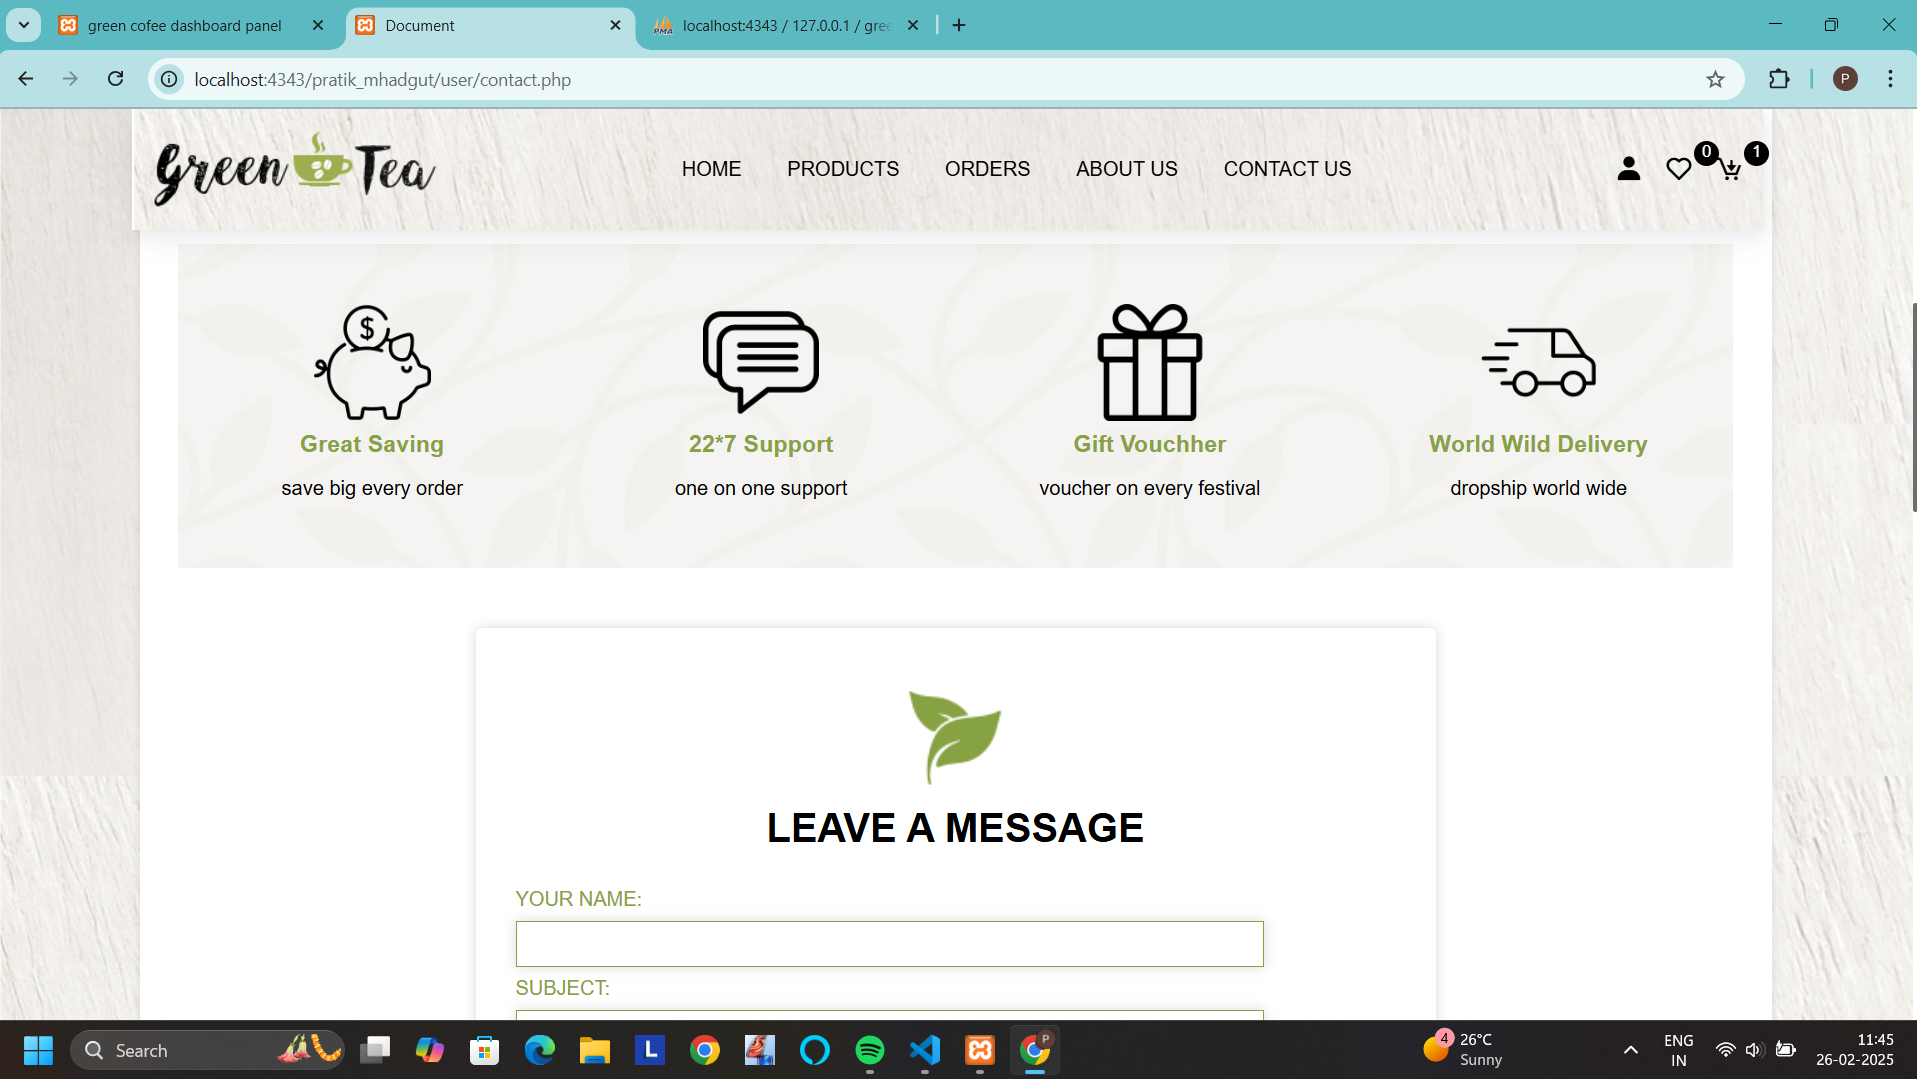 green cofee dashboard panel
Document
PMA localhost:4343 / 127.0.0.1 / gree
localhost:4343/pratik_mhadgut/user/contact.php
P
Green Tea
HOME PRODUCTS ORDERS ABOUT US CONTACT US
0
1
$
Great Saving
save big every order
22*7 Support
one on one support
Gift Vouchher
voucher on every festival
World Wild Delivery
dropship world wide
LEAVE A MESSAGE
YOUR NAME:
SUBJECT:
Search
L
P
4
26°C
Sunny
ENG
IN
11:45
26-02-2025